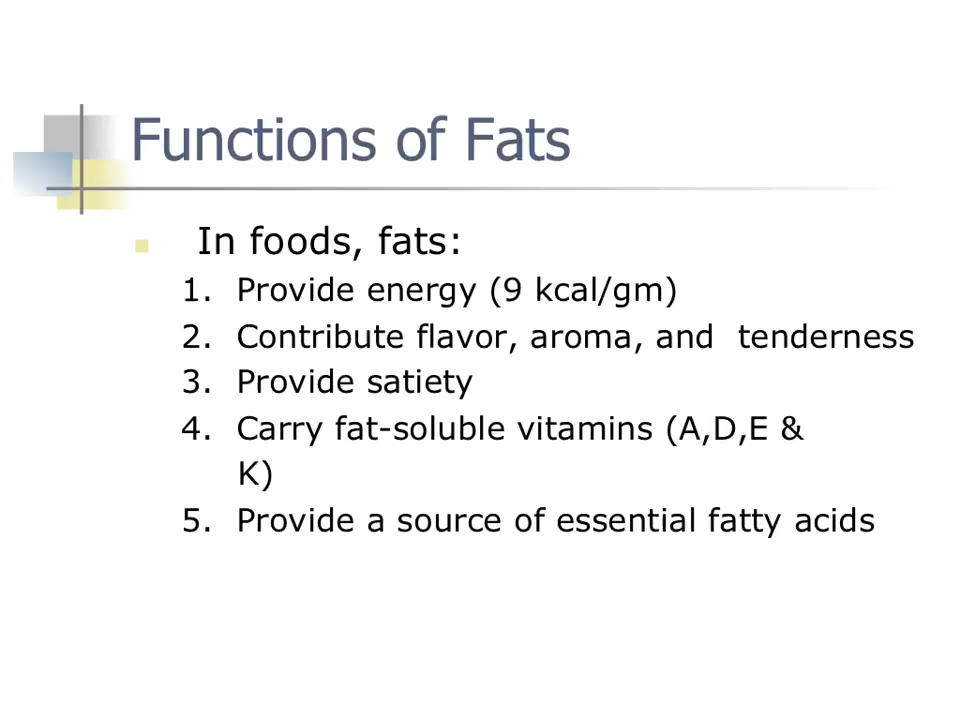 Functions of Fats
In foods, fats:
1. Provide energy (9 kcal/gm)
2. Contribute flavor, aroma, and tenderness
3. Provide satiety
4. Carry fat-soluble vitamins (A,D,E &
K)
5. Provide a source of essential fatty acids